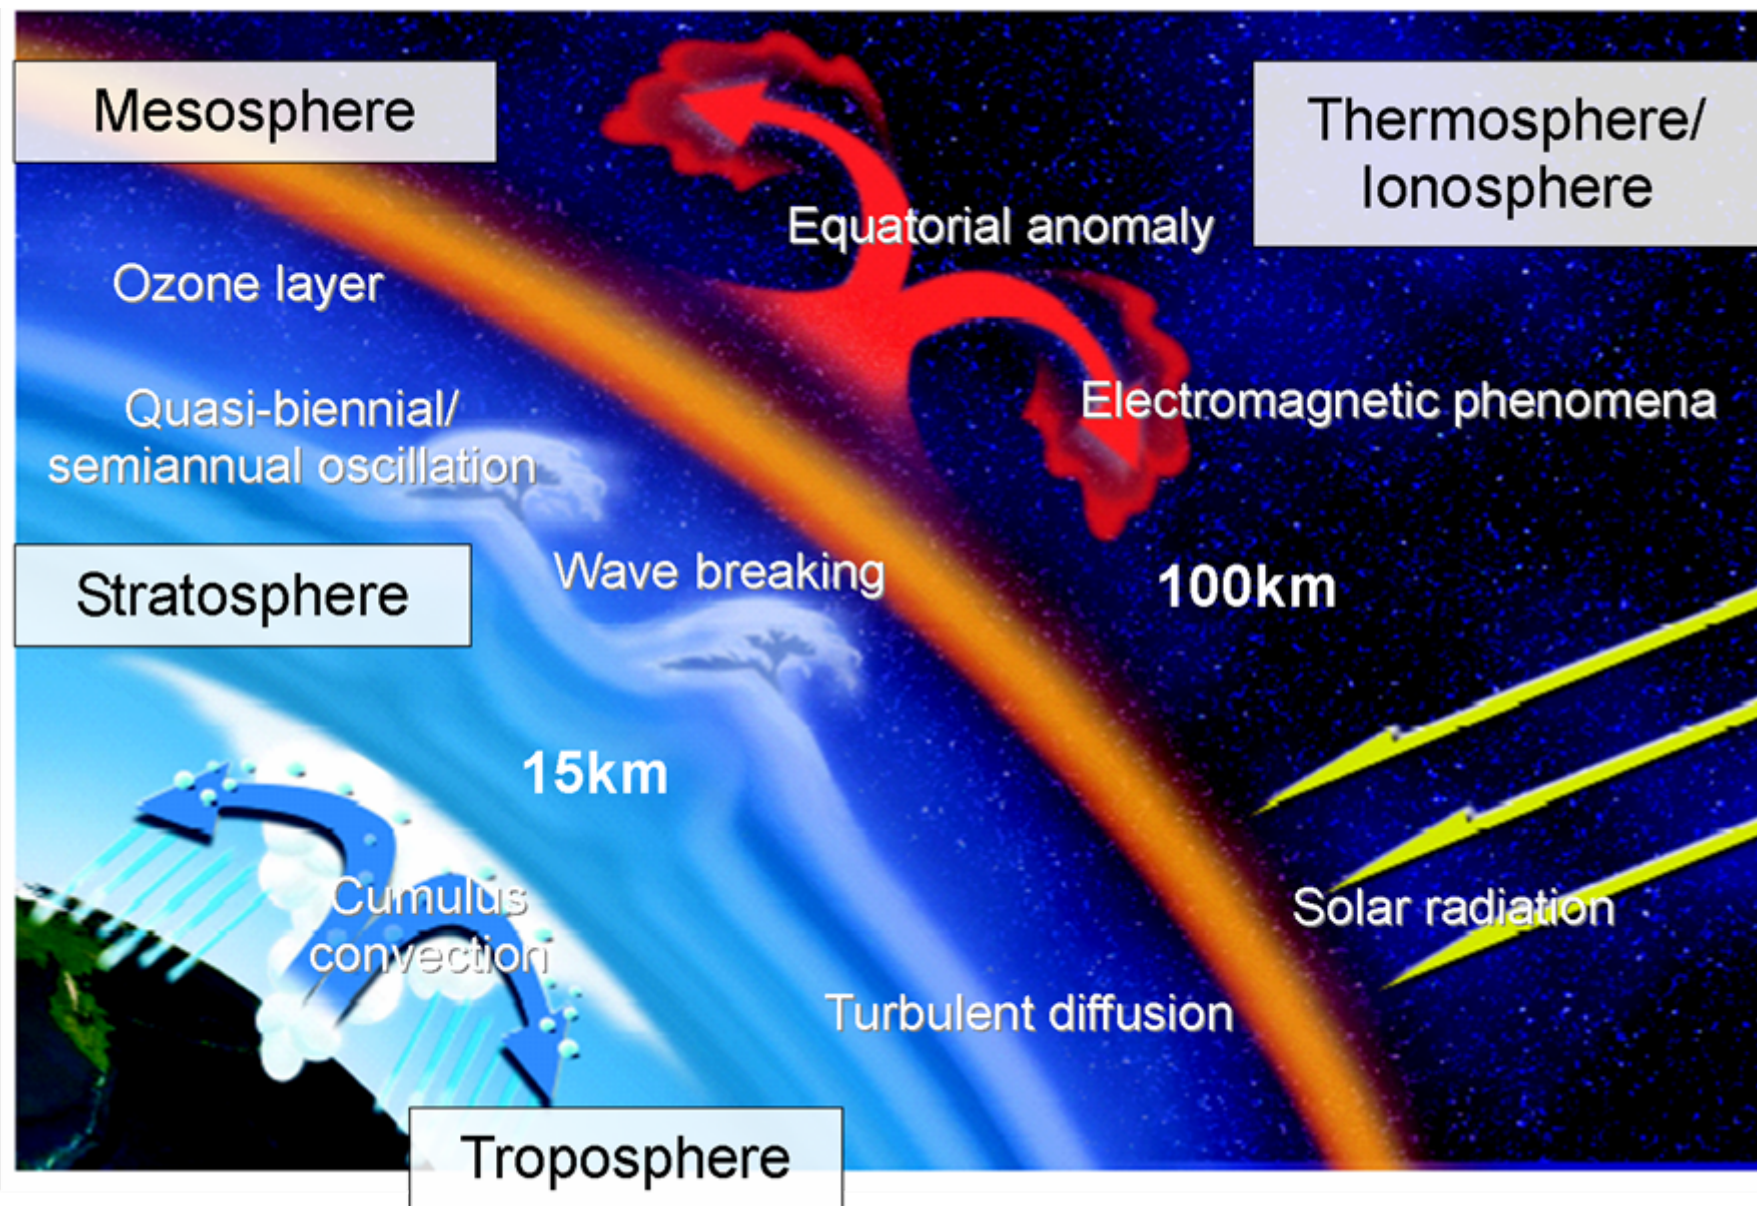 Mesosphere
Thermosphere/
Ionosphere
Equatorial anomaly
Ozone layer
Electromagnetic phenomena
Quasi-biennial/
semiannual oscillation
Stratosphere
Wave breaking
100km
15km
Cumulus
convection
Solar radiation
Turbulent diffusion
Troposphere